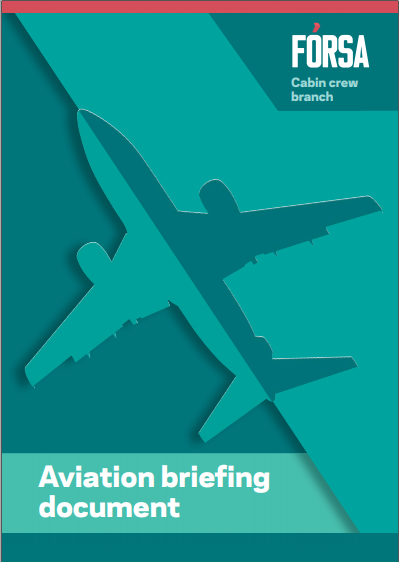 FÓRSA
Cabin crew
branch
Aviation briefing
document